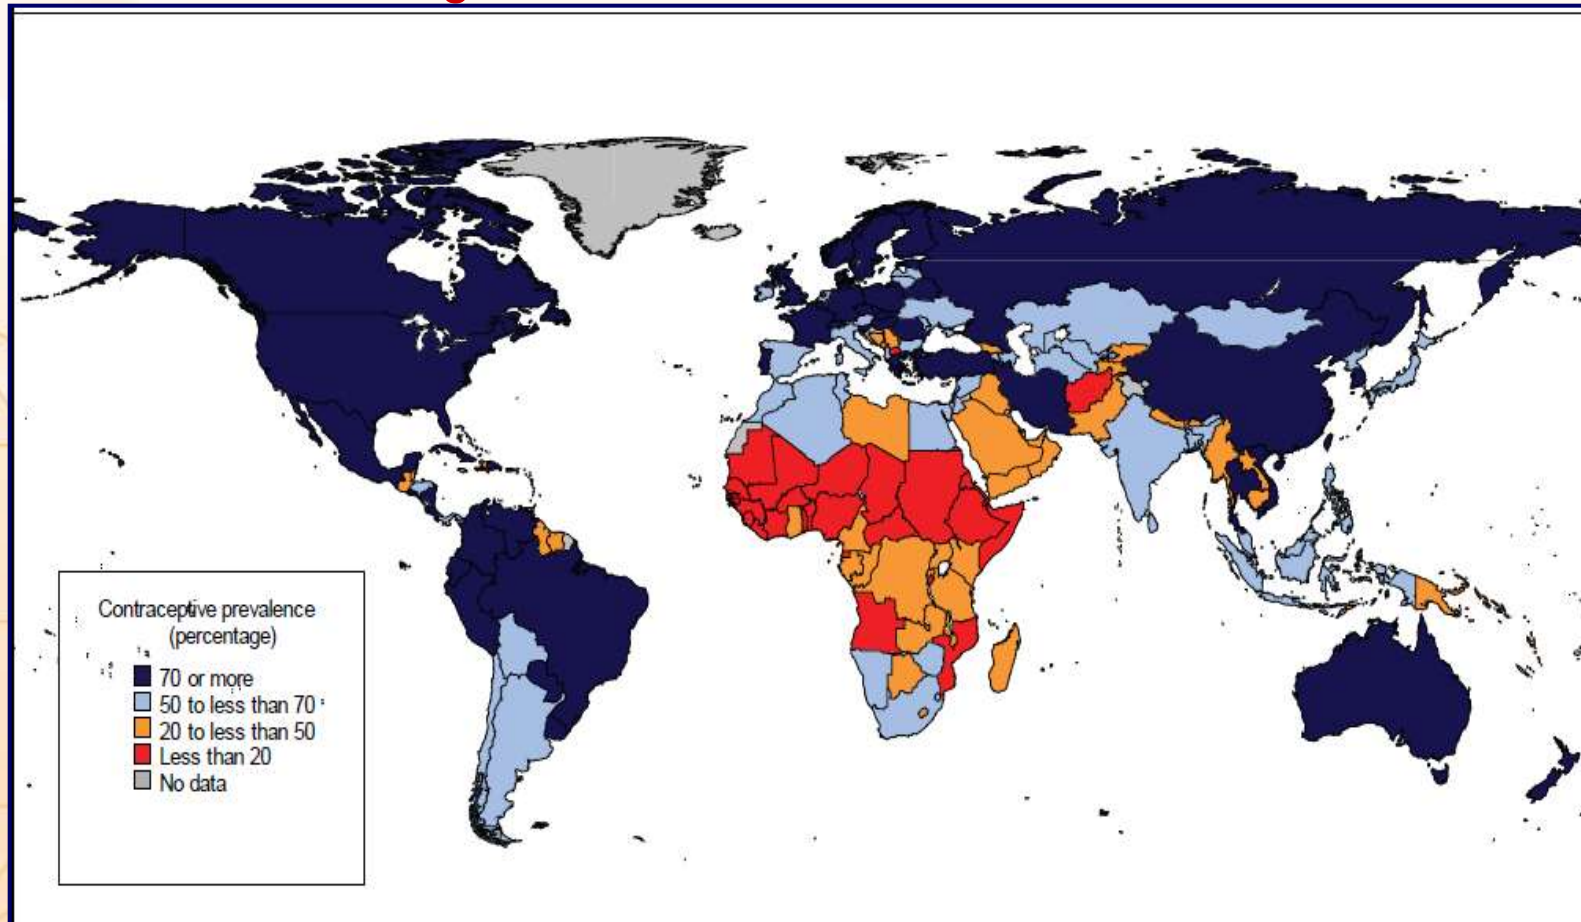 Contraceptive prevalence
(percentage)
70 or more
50 to less than 70
20 to less than 50
Less than 20
No data